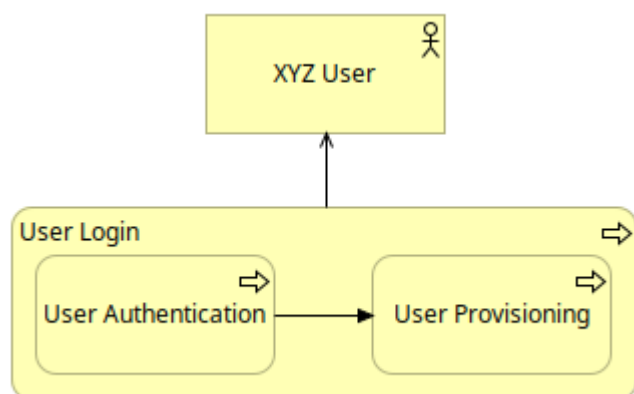 XYZ User
User Login
User Authentication
User Provisioning